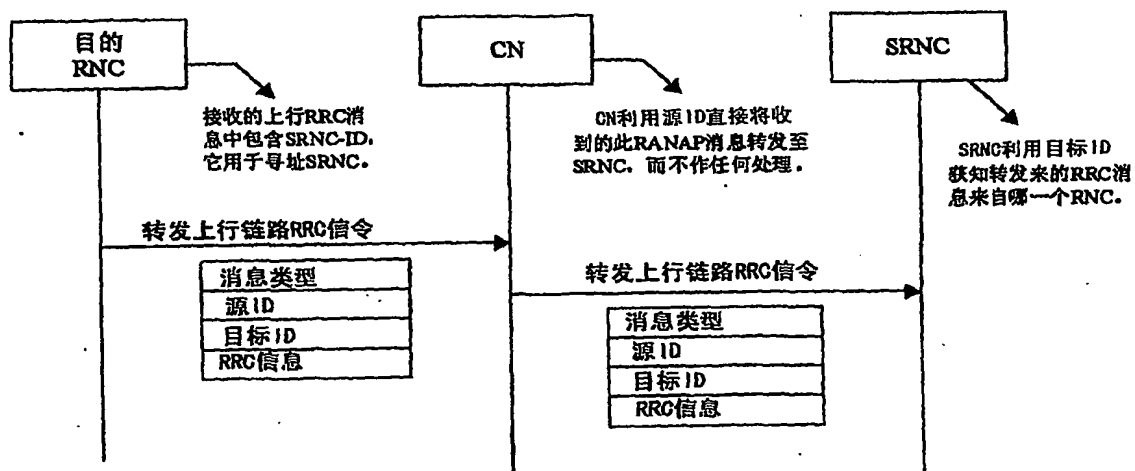 目的
RNC
CN
SRNC
接收的上行RRC消
息中包含SRNC-ID,
它用于寻址SRNC。
CN利用源ID直接将收
到的此RANAP消息转发至
SRNC, 而不作任何处理.
SRNC利用目标ID
获知转发来的RRC消
息来自哪一个RNC。
转发上行链路RRC信令
消息类型
源ID
目标ID
RRC信息
转发上行链路RRC信令
消息类型
源ID
目标ID
RRC信息